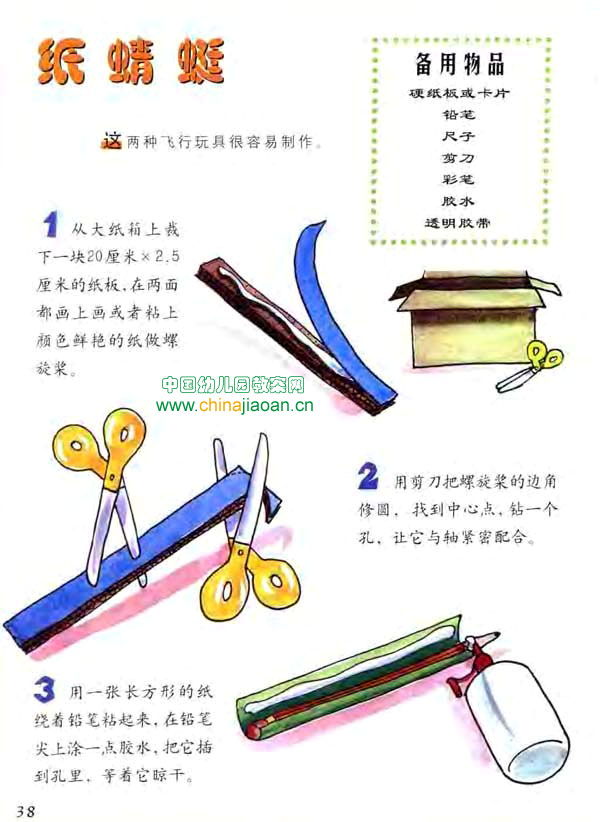 纸蜻蜓
这两种飞行玩具很容易制作。
备用物品
硬纸板或卡片
铅笔
尺子
剪刀
彩笔
胶水
透明胶带
1 从大纸箱上裁
下一块20厘米×2.5
厘米的纸板,在两面
都画上画或者粘上
颜色鲜艳的纸做螺
旋桨。
中国幼儿园教案网
www.chinajiaoan.cn
2 用剪刀把螺旋桨的边角
修圆，找到中心点,钻一个
孔，让它与轴紧密配合。
3 用一张长方形的纸
绕着铅笔粘起来,在铅笔
尖上涂一点胶水,把它插
到孔里，等着它晾干。
38